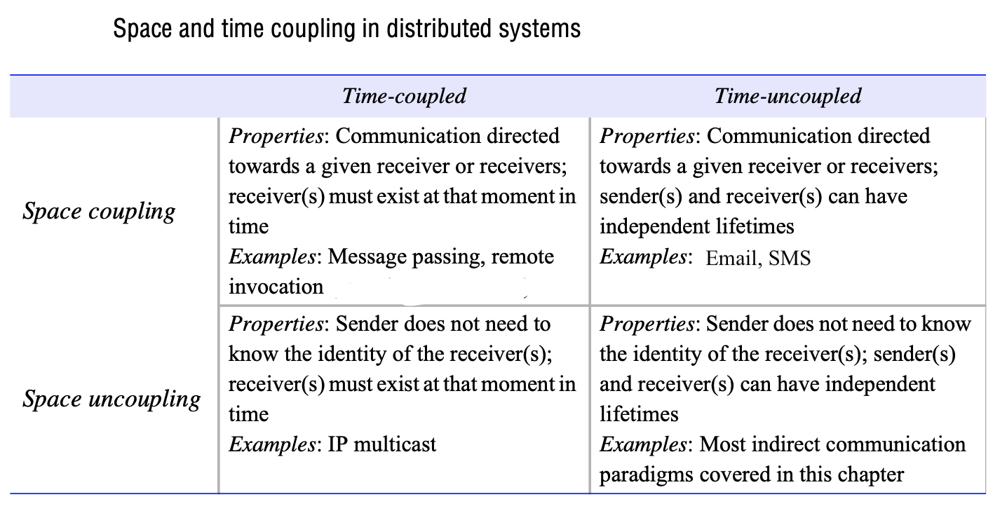 Space and time coupling in distributed systems
Time-coupled
Time-uncoupled
Space coupling
Properties: Communication directed
towards a given receiver or receivers;
receiver(s) must exist at that moment in
time
Examples: Message passing, remote
invocation
Properties: Communication directed
towards a given receiver or receivers;
sender(s) and receiver(s) can have
independent lifetimes
Examples: Email, SMS
Space uncoupling
Properties: Sender does not need to
know the identity of the receiver(s);
receiver(s) must exist at that moment in
time
Examples: IP multicast
Properties: Sender does not need to know
the identity of the receiver(s); sender(s)
and receiver(s) can have independent
lifetimes
Examples: Most indirect communication
paradigms covered in this chapter